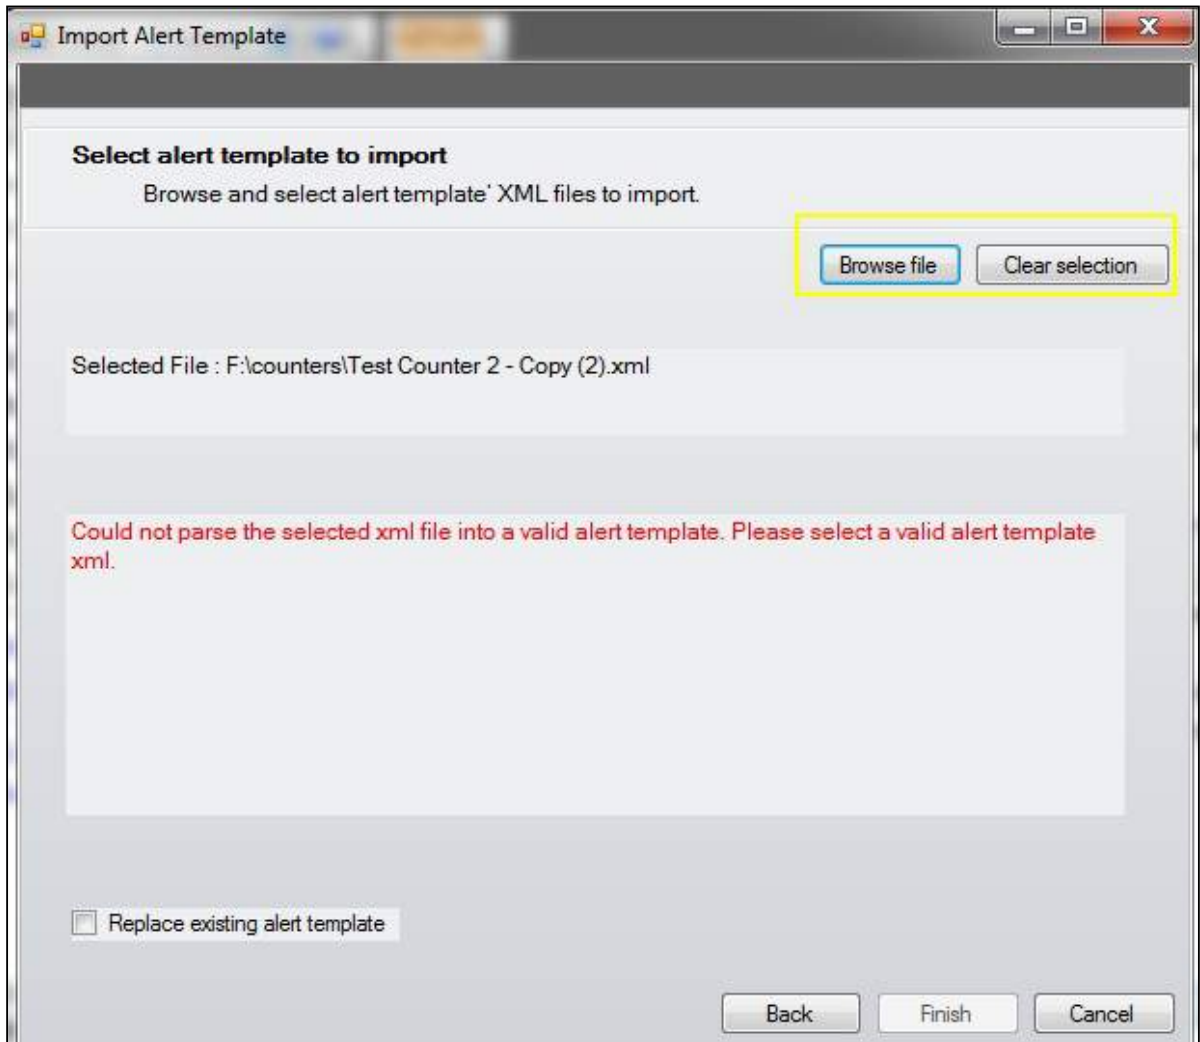 Import Alert Template
Select alert template to import
Browse and select alert template' XML files to import.
Browse file
Clear selection
Selected File : F:\counters\Test Counter 2 - Copy (2).xml
Could not parse the selected xml file into a valid alert template. Please select a valid alert template
xml.
Replace existing alert template
Back
Finish
Cancel